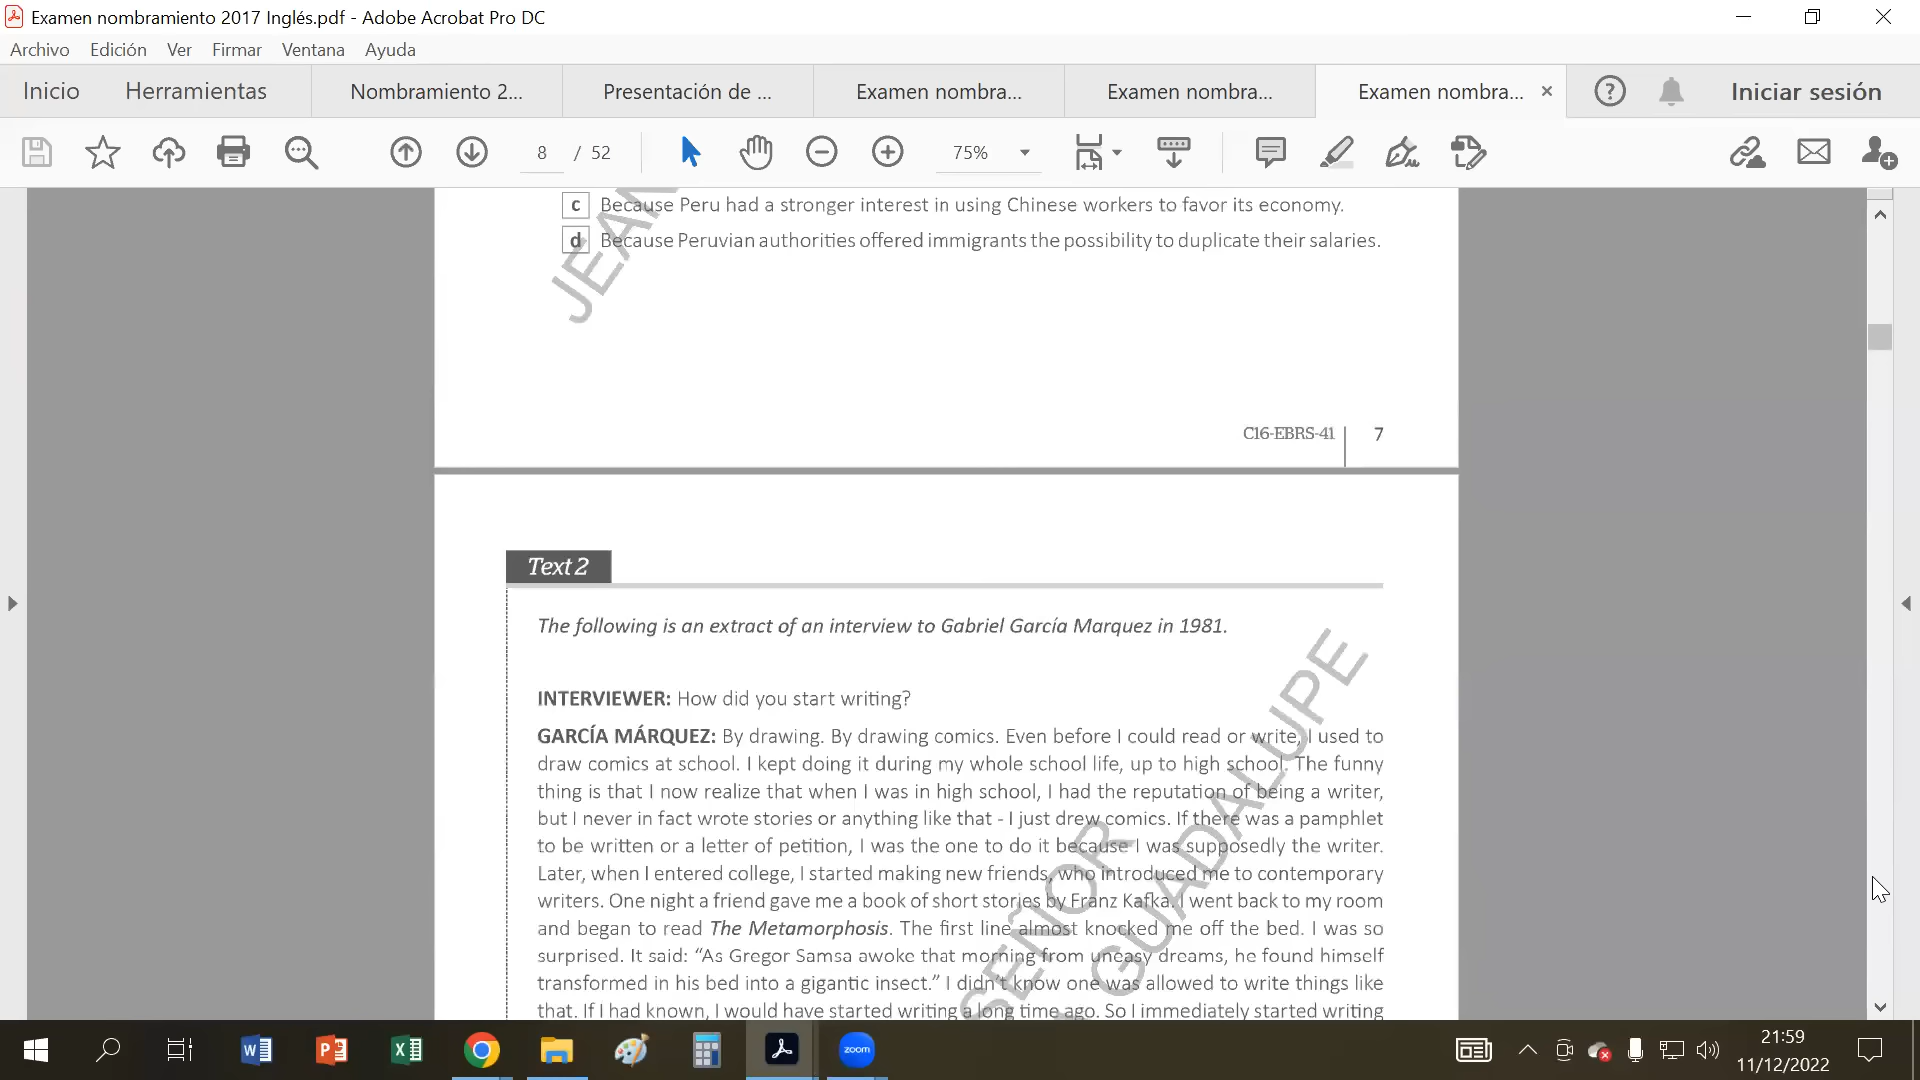 Examen nombramiento 2017 Inglés.pdf - Adobe Acrobat Pro DC
Archivo Edición Ver Firmar Ventana Ayuda
Inicio Herramientas Nombramiento 2... Presentación de ... Examen nombra... Examen nombra... Examen nombra... Iniciar sesión
8 / 52 75%
c Because Peru had a stronger interest in using Chinese workers to favor its economy.
d Because Peruvian authorities offered immigrants the possibility to duplicate their salaries.
JEAN
C16-EBRS-41 7
Text 2
The following is an extract of an interview to Gabriel García Marquez in 1981.
INTERVIEWER: How did you start writing?
GARCÍA MÁRQUEZ: By drawing. By drawing comics. Even before I could read or write, I used to
draw comics at school. I kept doing it during my whole school life, up to high school. The funny
thing is that I now realize that when I was in high school, I had the reputation of being a writer,
but I never in fact wrote stories or anything like that - I just drew comics. If there was a pamphlet
to be written or a letter of petition, I was the one to do it because I was supposedly the writer.
Later, when I entered college, I started making new friends, who introduced me to contemporary
writers. One night a friend gave me a book of short stories by Franz Kafka. I went back to my room
and began to read The Metamorphosis. The first line almost knocked me off the bed. I was so
surprised. It said: “As Gregor Samsa awoke that morning from uneasy dreams, he found himself
transformed in his bed into a gigantic insect.” I didn’t know one was allowed to write things like
that. If I had known, I would have started writing a long time ago. So I immediately started writing
SEÑOR
GUADALUPE
zoom
21:59
11/12/2022